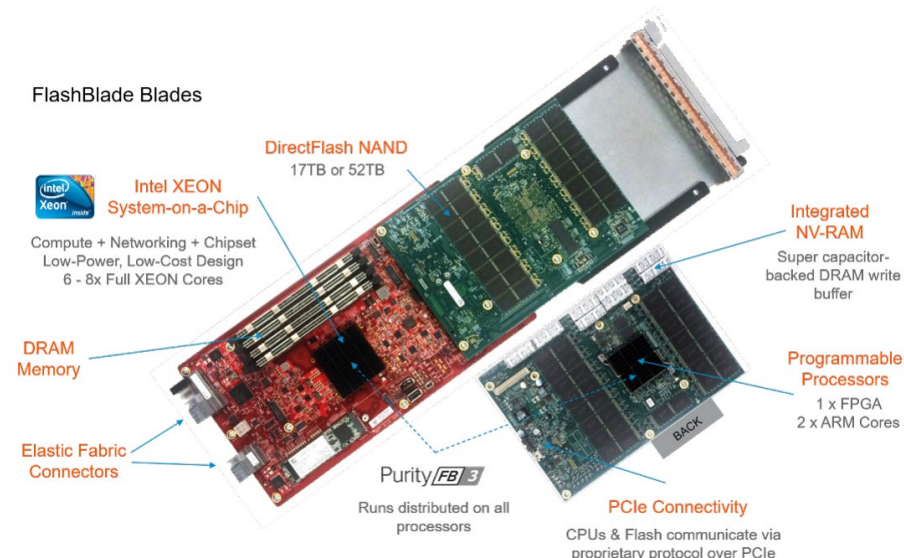 FlashBlade Blades
DirectFlash NAND
17TB or 52TB
intel
Xeon
inside
Intel XEON
System-on-a-Chip
Compute + Networking + Chipset
Low-Power, Low-Cost Design
6 - 8x Full XEON Cores
Integrated
NV-RAM
Super capacitor-
backed DRAM write
buffer
DRAM
Memory
Programmable
Processors
1 x FPGA
2 x ARM Cores
BACK
Elastic Fabric
Connectors
Purity FB 3
Runs distributed on all
processors
PCIe Connectivity
CPUs & Flash communicate via
proprietary protocol over PCIe